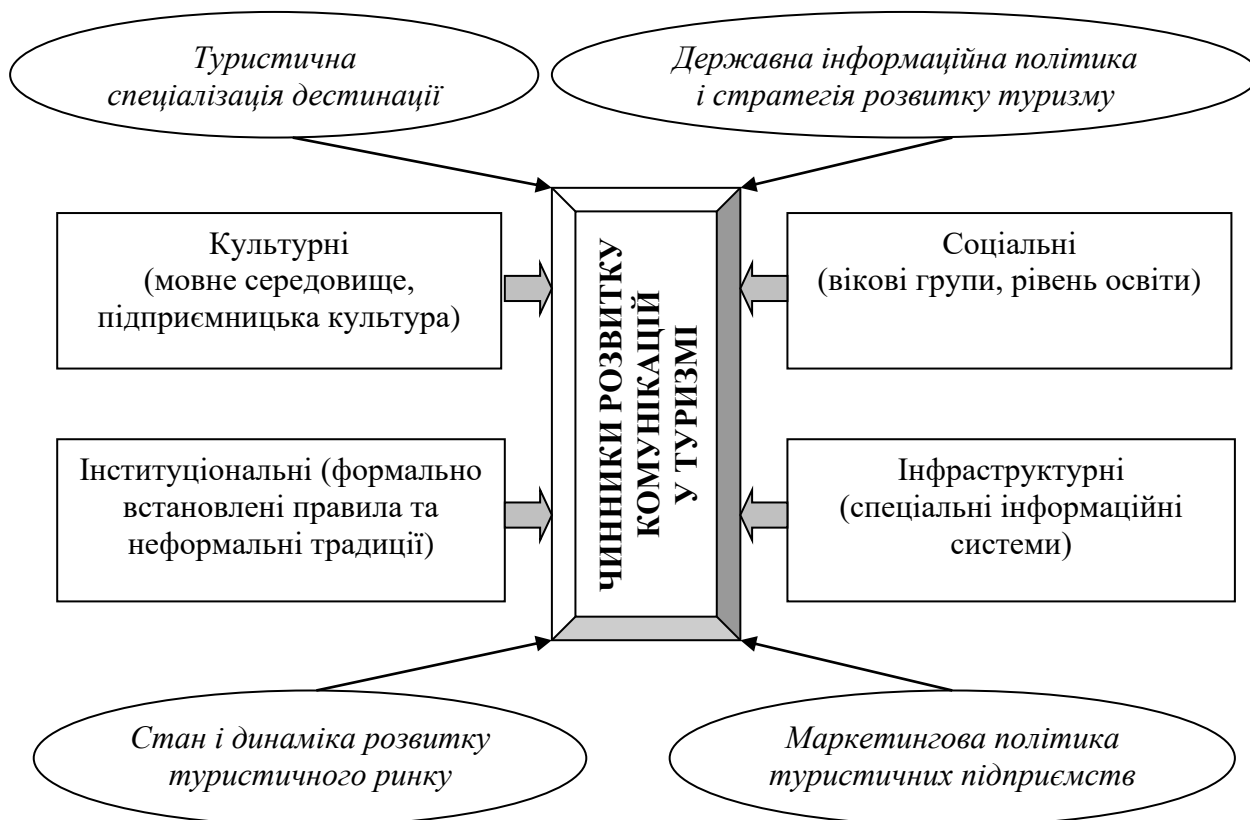 Туристична
спеціалізація дестинації
Державна інформаційна політика
і стратегія розвитку туризму
Культурні
(мовне середовище,
підприємницька культура)
Соціальні
(вікові групи, рівень освіти)
ЧИННИКИ РОЗВИТКУ
КОМУНІКАЦІЙ
У ТУРИЗМІ
Інституціональні (формально
встановлені правила та
неформальні традиції)
Інфраструктурні
(спеціальні інформаційні
системи)
Стан і динаміка розвитку
туристичного ринку
Маркетингова політика
туристичних підприємств